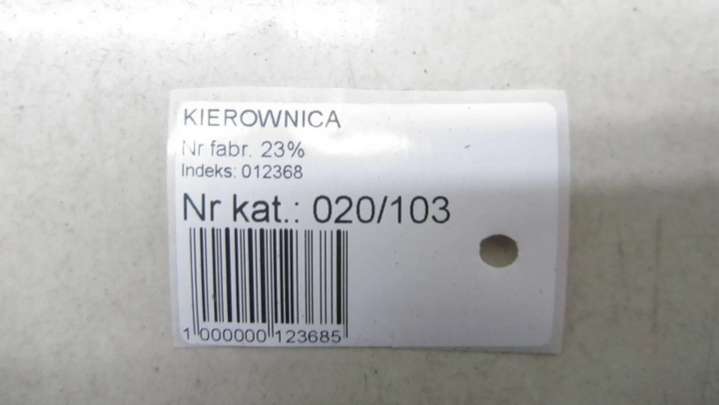 KIEROWNICA
Nr fabr. 23%
Indeks: 012368
Nr kat.: 020/103
1 000000 123685